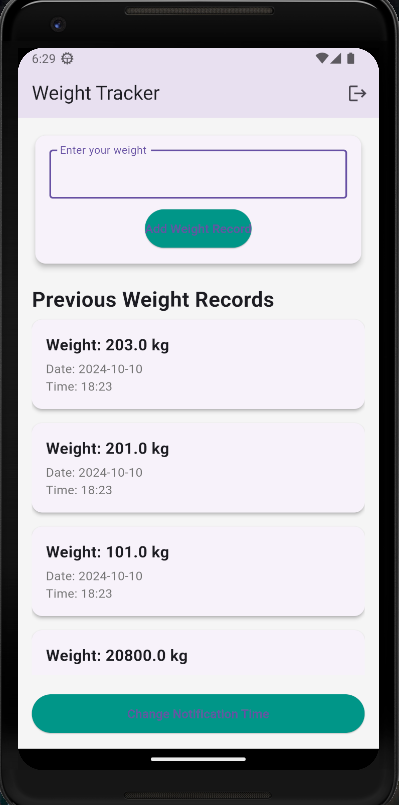 6:29
Weight Tracker
Enter your weight
Add Weight Record
Previous Weight Records
Weight: 203.0 kg
Date: 2024-10-10
Time: 18:23
Weight: 201.0 kg
Date: 2024-10-10
Time: 18:23
Weight: 101.0 kg
Date: 2024-10-10
Time: 18:23
Weight: 20800.0 kg
Change Notification Time